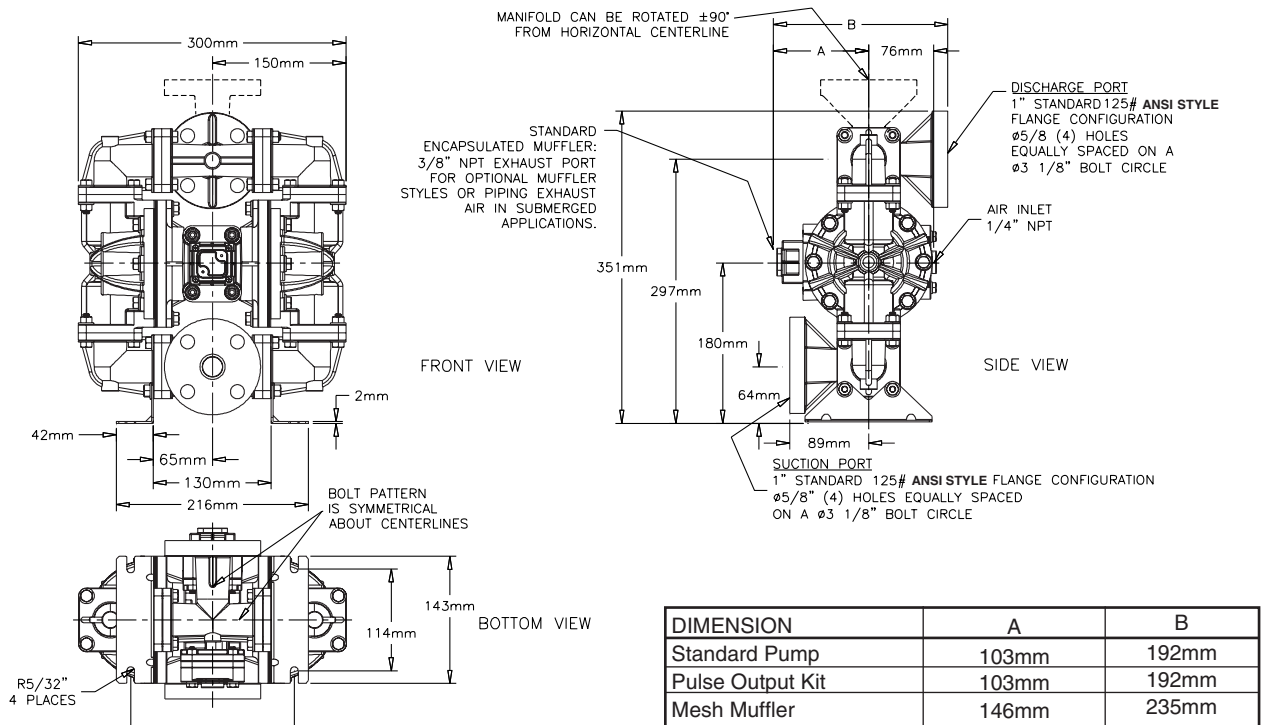 300mm
150mm
MANIFOLD CAN BE ROTATED ±90°
FROM HORIZONTAL CENTERLINE
B
A
76mm
DISCHARGE PORT
1" STANDARD 125# ANSI STYLE
FLANGE CONFIGURATION
ø5/8 (4) HOLES
EQUALLY SPACED ON A
ø3 1/8" BOLT CIRCLE
STANDARD
ENCAPSULATED MUFFLER:
3/8" NPT EXHAUST PORT
FOR OPTIONAL MUFFLER
STYLES OR PIPING EXHAUST
AIR IN SUBMERGED
APPLICATIONS.
AIR INLET
1/4" NPT
351mm
297mm
180mm
64mm
89mm
FRONT VIEW
SIDE VIEW
2mm
42mm
65mm
130mm
216mm
SUCTION PORT
1" STANDARD 125# ANSI STYLE FLANGE CONFIGURATION
ø5/8" (4) HOLES EQUALLY SPACED
ON A ø3 1/8" BOLT CIRCLE
BOLT PATTERN
IS SYMMETRICAL
ABOUT CENTERLINES
143mm
114mm
BOTTOM VIEW
R5/32"
4 PLACES
DIMENSION A B
Standard Pump 103mm 192mm
Pulse Output Kit 103mm 192mm
Mesh Muffler 146mm 235mm